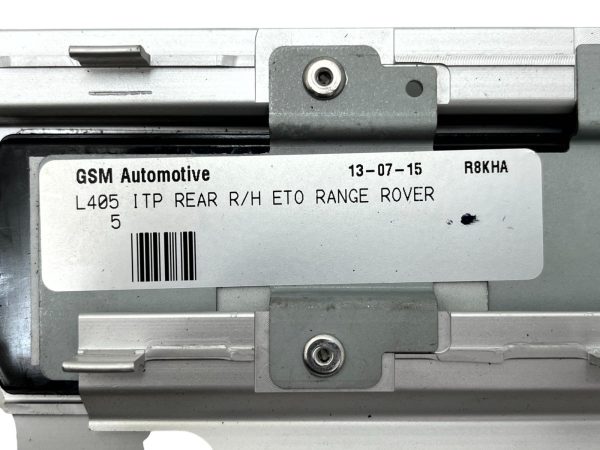 GSM Automotive 13-07-15 R8KHA
L405 ITP REAR R/H ETO RANGE ROVER
5